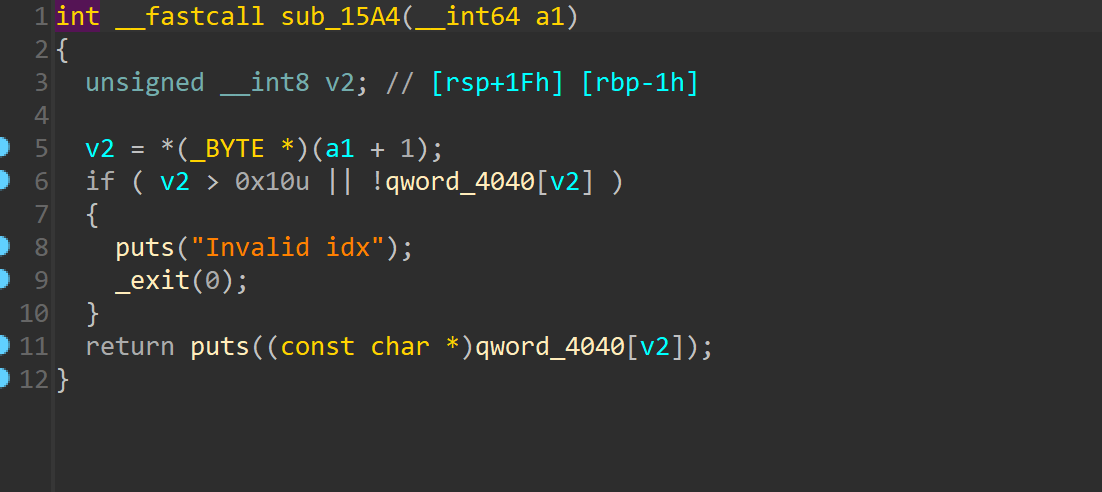 1 int __fastcall sub_15A4(__int64 a1)
2 {
3   unsigned __int8 v2; // [rsp+1Fh] [rbp-1h]
4
5   v2 = *(_BYTE *)(a1 + 1);
6   if ( v2 > 0x10u || !qword_4040[v2] )
7   {
8     puts("Invalid idx");
9     _exit(0);
10   }
11   return puts((const char *)qword_4040[v2]);
12 }